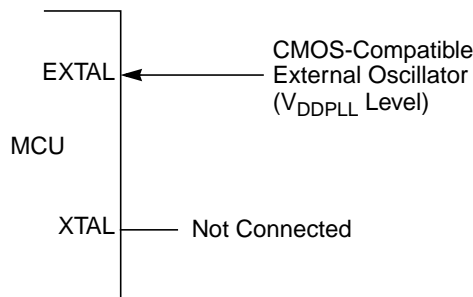 EXTAL
CMOS-Compatible
External Oscillator
(VDDPLL Level)
MCU
XTAL
Not Connected